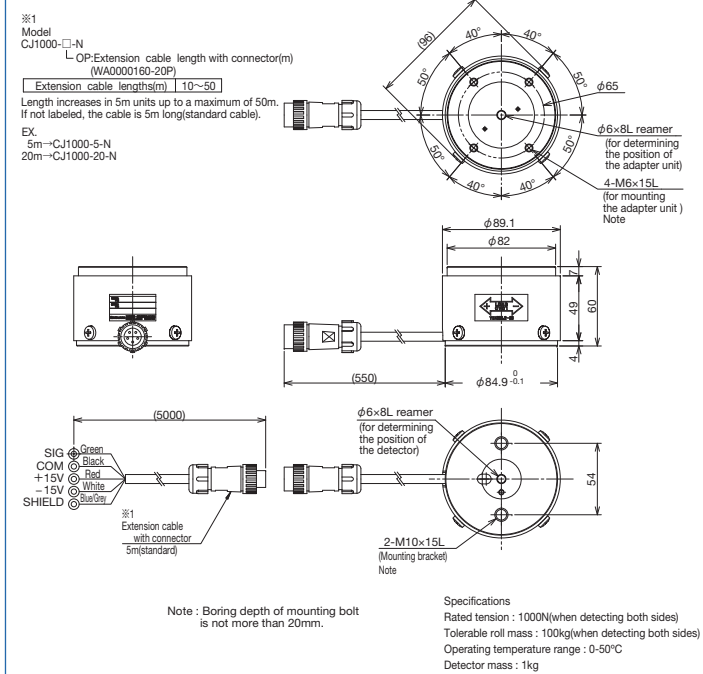 ※1
Model
CJ1000-□-N
OP:Extension cable length with connector(m)
(WA0000160-20P)
Extension cable lengths(m) 10～50
Length increases in 5m units up to a maximum of 50m.
If not labeled, the cable is 5m long(standard cable).
EX.
5m→CJ1000-5-N
20m→CJ1000-20-N
(96)
40°
40°
50°
50°
φ65
φ6×8L reamer
(for determining
the position of
the adapter unit)
50°
50°
40°
40°
4-M6×15L
(for mounting
the adapter unit )
Note
φ89.1
φ82
7
49
60
4
(550)
φ84.9 0 -0.1
(5000)
SIG Green
COM Black
+15V Red
-15V White
SHIELD Blue/Grey
※1
Extension cable
with connector
5m(standard)
φ6×8L reamer
(for determining
the position of
the detector)
54
2-M10×15L
(Mounting bracket)
Note
Note : Boring depth of mounting bolt
is not more than 20mm.
Specifications
Rated tension : 1000N(when detecting both sides)
Tolerable roll mass : 100kg(when detecting both sides)
Operating temperature range : 0-50°C
Detector mass : 1kg